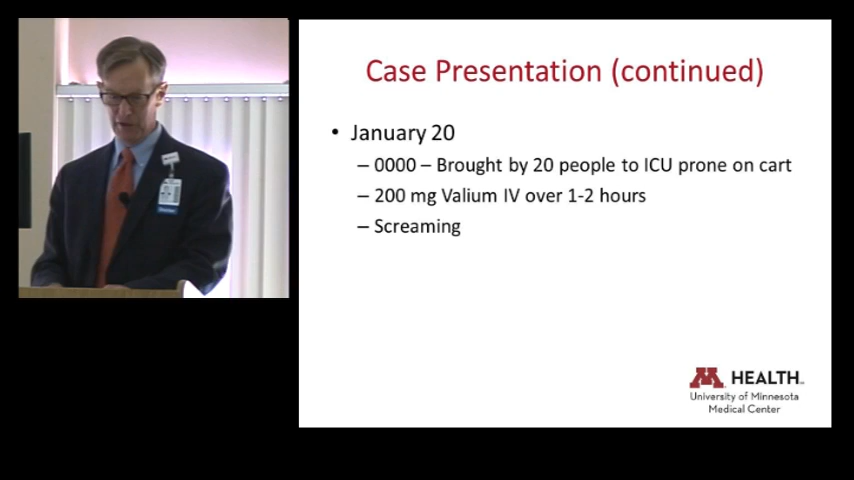 Case Presentation (continued)
• January 20
– 0000 – Brought by 20 people to ICU prone on cart
– 200 mg Valium IV over 1-2 hours
– Screaming
M HEALTH
University of Minnesota
Medical Center